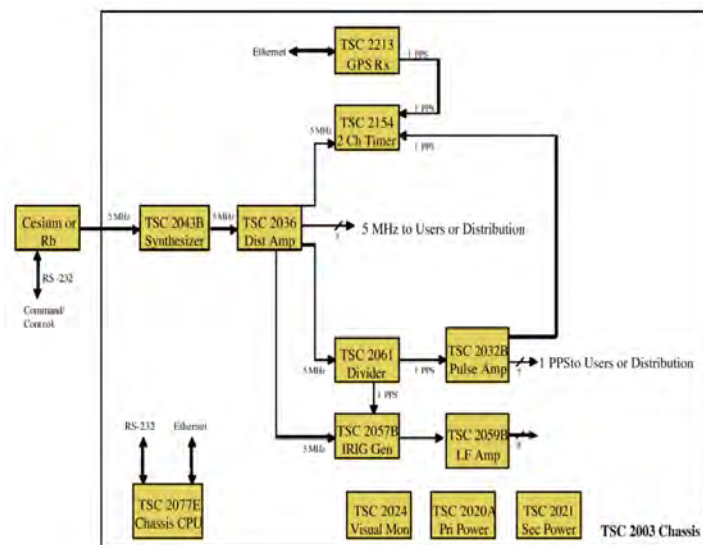 Ethernet
TSC 2213
GPS Rx
1 PPS
1 PPS
TSC 2154
2 Ch Timer
5 MHz
1 PPS
Cesium or
Rb
5 MHz
TSC 2043B
Synthesizer
5 MHz
TSC 2036
Dist Amp
5 MHz to Users or Distribution
RS -232
Command/
Control
TSC 2061
Divider
5 MHz
1 PPS
TSC 2032B
Pulse Amp
1 PPSto Users or Distribution
1 PPS
TSC 2057B
IRIG Gen
5 MHz
TSC 2059B
LF Amp
RS-232
Ethernet
TSC 2077E
Chassis CPU
TSC 2024
Visual Mon
TSC 2020A
Pri Power
TSC 2021
Sec Power
TSC 2003 Chassis